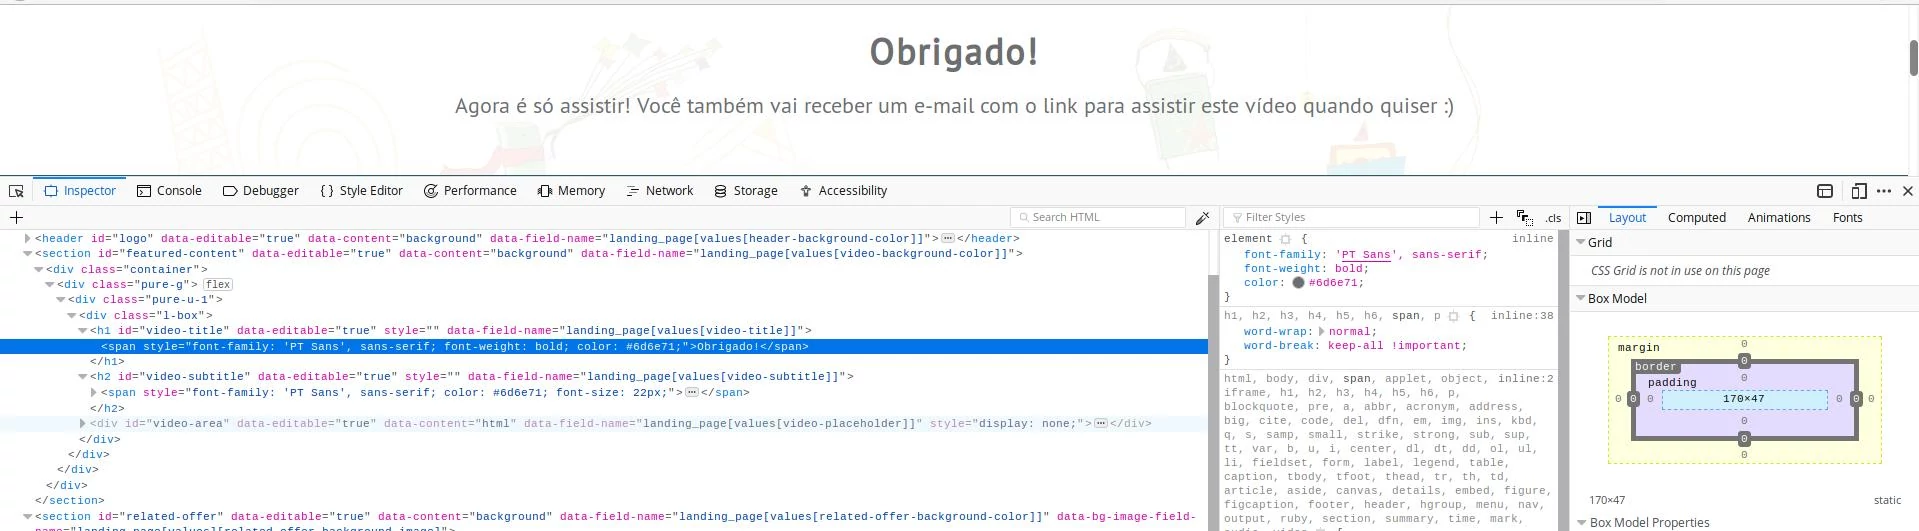 Obrigado!
Agora é só assistir! Você também vai receber um e-mail com o link para assistir este vídeo quando quiser :)
Inspector Console Debugger {} Style Editor Performance Memory Network Storage Accessibility
+ Search HTML Filter Styles + .cls Layout Computed Animations Fonts
<header id="logo" data-editable="true" data-content="background" data-field-name="landing_page[values[header-background-color]]">…</header>
<section id="featured-content" data-editable="true" data-content="background" data-field-name="landing_page[values[video-background-color]]">
<div class="container">
<div class="pure-g"> flex
<div class="pure-u-1">
<div class="l-box">
<h1 id="video-title" data-editable="true" style="" data-field-name="landing_page[values[video-title]]">
<span style="font-family: 'PT Sans', sans-serif; font-weight: bold; color: #6d6e71;">Obrigado!</span>
</h1>
<h2 id="video-subtitle" data-editable="true" style="" data-field-name="landing_page[values[video-subtitle]]">
<span style="font-family: 'PT Sans', sans-serif; color: #6d6e71; font-size: 22px;">…</span>
</h2>
<div id="video-area" data-editable="true" data-content="html" data-field-name="landing_page[values[video-placeholder]]" style="display: none;">…</div>
</div>
</div>
</div>
</div>
</section>
<section id="related-offer" data-editable="true" data-content="background" data-field-name="landing_page[values[related-offer-background-color]]" data-bg-image-field-
name="landing_page[values[related-offer-background-image]]">
element { inline
font-family: 'PT Sans', sans-serif;
font-weight: bold;
color: #6d6e71;
}
h1, h2, h3, h4, h5, h6, span, p { inline:38
word-wrap: normal;
word-break: keep-all !important;
}
html, body, div, span, applet, object, inline:2
iframe, h1, h2, h3, h4, h5, h6, p,
blockquote, pre, a, abbr, acronym, address,
big, cite, code, del, dfn, em, img, ins, kbd,
q, s, samp, small, strike, strong, sub, sup,
tt, var, b, u, i, center, dl, dt, dd, ol, ul,
li, fieldset, form, label, legend, table,
caption, tbody, tfoot, thead, tr, th, td,
article, aside, canvas, details, embed, figure,
figcaption, footer, header, hgroup, menu, nav,
output, ruby, section, summary, time, mark,
audio, video {
Grid
CSS Grid is not in use on this page
Box Model
margin 0
border 0
padding 0
0 0 0 170×47 0 0 0
0
0
0
170×47 static
Box Model Properties